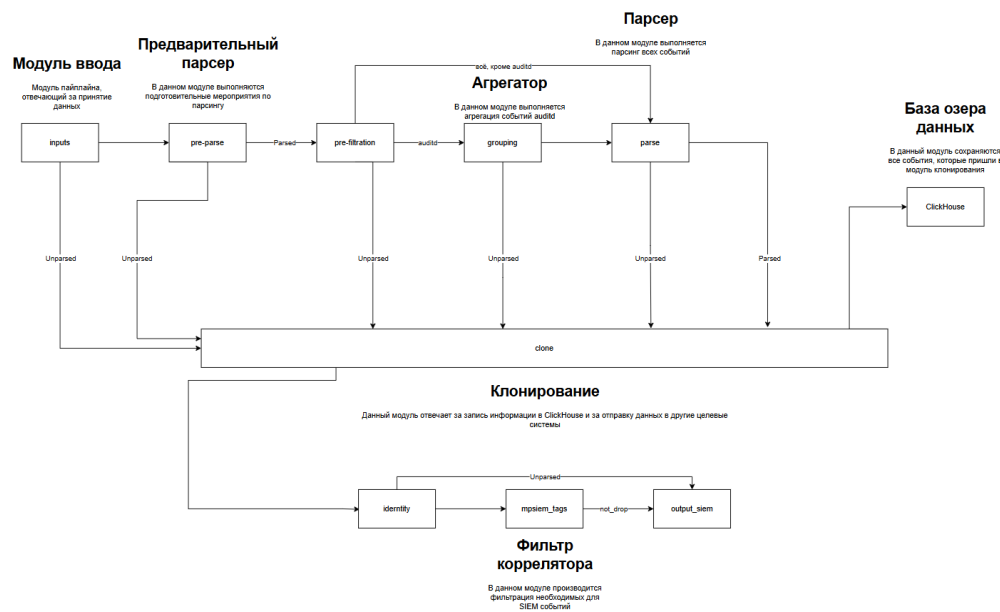 Модуль ввода
Модуль пайплайна,
отвечающий за принятие
данных
Предварительный
парсер
В данном модуле выполняются
подготовительные мероприятия по
парсингу
Парсер
В данном модуле выполняется
парсинг всех событий
всё, кроме auditd
Агрегатор
В данном модуле выполняется
агрегация событий auditd
База озера
данных
В данный модуль сохраняются
все события, которые пришли в
модуль клонирования
inputs
pre-parse
Parsed
pre-filtration
auditd
grouping
parse
ClickHouse
Unparsed
Unparsed
Unparsed
Unparsed
Unparsed
Parsed
clone
Клонирование
Данный модуль отвечает за запись информации в ClickHouse и за отправку данных в другие целевые
системы
Unparsed
iderntity
mpsiem_tags
not_drop
output_siem
Фильтр
коррелятора
В данном модуле производится
фильтрация необходимых для
SIEM событий